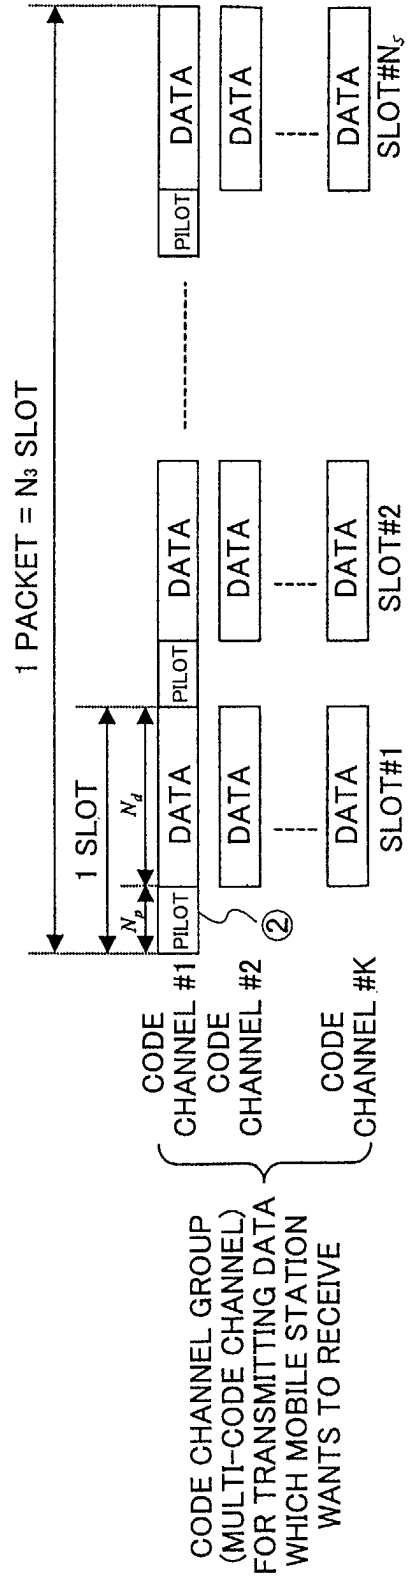 1 PACKET = N₃ SLOT
1 SLOT
Nₚ
N_d
CODE
CHANNEL #1
PILOT
DATA
PILOT
DATA
PILOT
DATA
②
CODE
CHANNEL #2
DATA
DATA
DATA
CODE
CHANNEL #K
DATA
DATA
DATA
SLOT#1
SLOT#2
SLOT#Nₛ
CODE CHANNEL GROUP
(MULTI-CODE CHANNEL)
FOR TRANSMITTING DATA
WHICH MOBILE STATION
WANTS TO RECEIVE